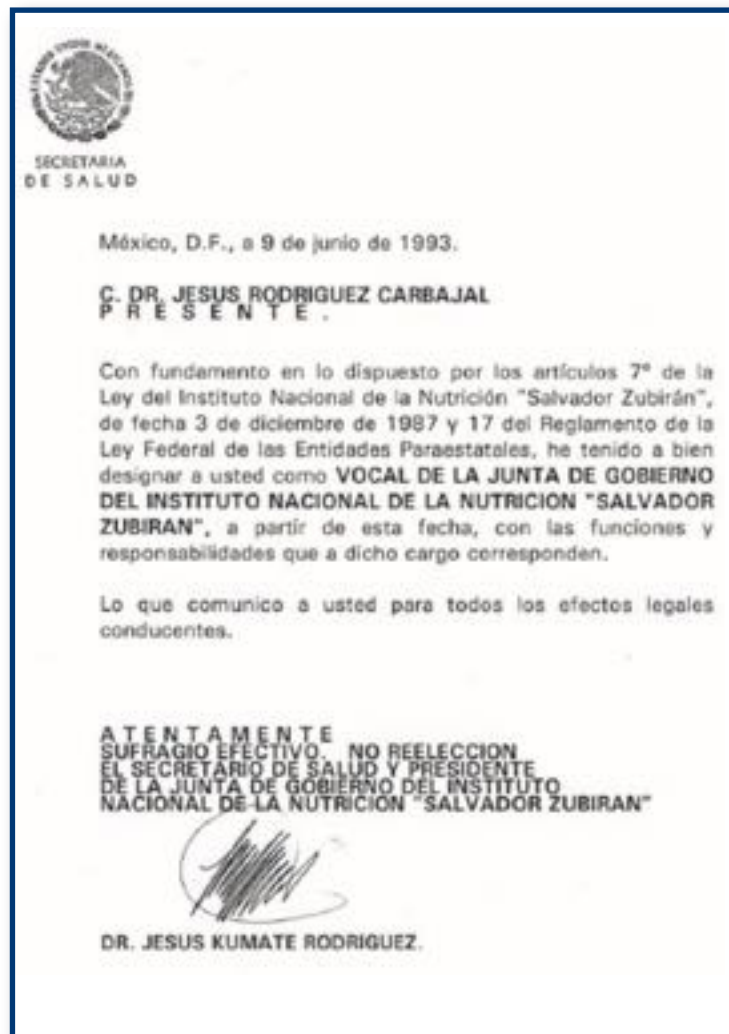 SECRETARIA
DE SALUD
México, D.F., a 9 de junio de 1993.
C. DR. JESUS RODRIGUEZ CARBAJAL
P R E S E N T E .
Con fundamento en lo dispuesto por los artículos 7º de la
Ley del Instituto Nacional de la Nutrición "Salvador Zubirán",
de fecha 3 de diciembre de 1987 y 17 del Reglamento de la
Ley Federal de las Entidades Paraestatales, he tenido a bien
designar a usted como VOCAL DE LA JUNTA DE GOBIERNO
DEL INSTITUTO NACIONAL DE LA NUTRICION "SALVADOR
ZUBIRAN", a partir de esta fecha, con las funciones y
responsabilidades que a dicho cargo corresponden.
Lo que comunico a usted para todos los efectos legales
conducentes.
A T E N T A M E N T E
SUFRAGIO EFECTIVO. NO REELECCION
EL SECRETARIO DE SALUD Y PRESIDENTE
DE LA JUNTA DE GOBIERNO DEL INSTITUTO
NACIONAL DE LA NUTRICION "SALVADOR ZUBIRAN"
DR. JESUS KUMATE RODRIGUEZ.